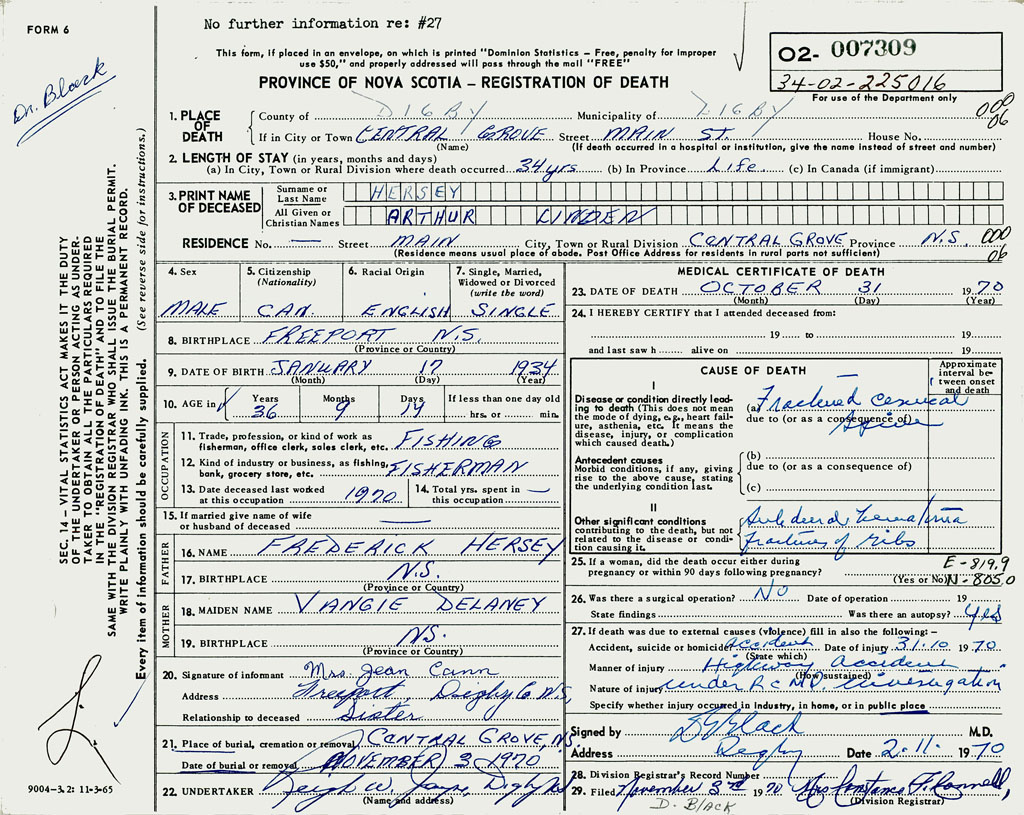 FORM 6
No further information re: #27
This form, if placed in an envelope, on which is printed "Dominion Statistics – Free, penalty for improper
use $50," and properly addressed will pass through the mail "FREE"
PROVINCE OF NOVA SCOTIA – REGISTRATION OF DEATH
02- 007309
34-02-225016
For use of the Department only
Dr. Black
SEC. 14 – VITAL STATISTICS ACT MAKES IT THE DUTY
OF THE UNDERTAKER OR PERSON ACTING AS UNDER-
TAKER TO OBTAIN ALL THE PARTICULARS REQUIRED
IN THE "REGISTRATION OF DEATH" AND TO FILE THE
SAME WITH THE DIVISION REGISTRAR WHO SHALL ISSUE THE BURIAL PERMIT.
WRITE PLAINLY WITH UNFADING INK. THIS IS A PERMANENT RECORD.
Every item of information should be carefully supplied. (See reverse side for instructions.)
1. PLACE OF DEATH
County of DIGBY Municipality of DIGBY 000
06
If in City or Town CENTRAL GROVE Street MAIN St. House No.
(Name) (If death occurred in a hospital or institution, give the name instead of street and number)
2. LENGTH OF STAY (in years, months and days)
(a) In City, Town or Rural Division where death occurred 34 yrs (b) In Province Life. (c) In Canada (if immigrant)
3. PRINT NAME OF DECEASED
Surname or Last Name HERSEY
All Given or Christian Names ARTHUR LINDEN
RESIDENCE No. — Street MAIN City, Town or Rural Division CENTRAL GROVE Province N.S. 000
06
(Residence means usual place of abode. Post Office Address for residents in rural parts not sufficient)
4. Sex
MALE
5. Citizenship
(Nationality)
CAN.
6. Racial Origin
ENGLISH
7. Single, Married,
Widowed or Divorced
(write the word)
SINGLE
8. BIRTHPLACE FREEPORT N.S.
(Province or Country)
9. DATE OF BIRTH JANUARY 17 1934
(Month) (Day) (Year)
10. AGE in Years 36 Months 9 Days 14 If less than one day old
hrs. or min.
OCCUPATION
11. Trade, profession, or kind of work as
fisherman, office clerk, sales clerk, etc. FISHING
12. Kind of industry or business, as fishing,
bank, grocery store, etc. FISHERMAN
13. Date deceased last worked
at this occupation 1970
14. Total yrs. spent in
this occupation —
15. If married give name of wife
or husband of deceased —
FATHER
16. NAME FREDERICK HERSEY
17. BIRTHPLACE N.S.
(Province or Country)
MOTHER
18. MAIDEN NAME VANGIE DELANEY
19. BIRTHPLACE N.S.
(Province or Country)
20. Signature of informant Mrs. Jean Cann
Address Freeport, Digby Co. N.S.
Relationship to deceased Sister
21. Place of burial, cremation or removal CENTRAL GROVE, N.S.
Date of burial or removal NOVEMBER 3 1970
22. UNDERTAKER W. Digby N.S.
(Name and address)
9004-3.2: 11-3-65
MEDICAL CERTIFICATE OF DEATH
23. DATE OF DEATH OCTOBER 31 1970
(Month) (Day) (Year)
24. I HEREBY CERTIFY that I attended deceased from:
19 to 19
and last saw h alive on 19
CAUSE OF DEATH
Approximate
interval be-
tween onset
and death
I
Disease or condition directly lead-
ing to death (This does not mean
the mode of dying, e.g., heart fail-
ure, asthenia, etc. It means the
disease, injury, or complication
which caused death.)
(a) Fractured cervical
due to (or as a consequence of)
spine
Antecedent causes
Morbid conditions, if any, giving
rise to the above cause, stating
the underlying condition last.
(b)
due to (or as a consequence of)
(c)
II
Other significant conditions
contributing to the death, but not
related to the disease or condi-
tion causing it.
Subdural hematoma
fractures of ribs
25. If a woman, did the death occur either during
pregnancy or within 90 days following pregnancy?
(Yes or No)
E-819.9
N-805.0
26. Was there a surgical operation? NO Date of operation 19
State findings Was there an autopsy? Yes
27. If death was due to external causes (violence) fill in also the following:–
Accident, suicide or homicide Accident Date of injury 31.10 1970
(State which)
Manner of injury Highway accident
(How sustained)
Nature of injury under R.C.M.P. investigation
Specify whether injury occurred in industry, in home, or in public place
Signed by Black M.D.
Address Digby Date 2.11. 1970
28. Division Registrar's Record Number
29. Filed November 3rd 1970 Mrs Constance
(Division Registrar)
D. BLACK